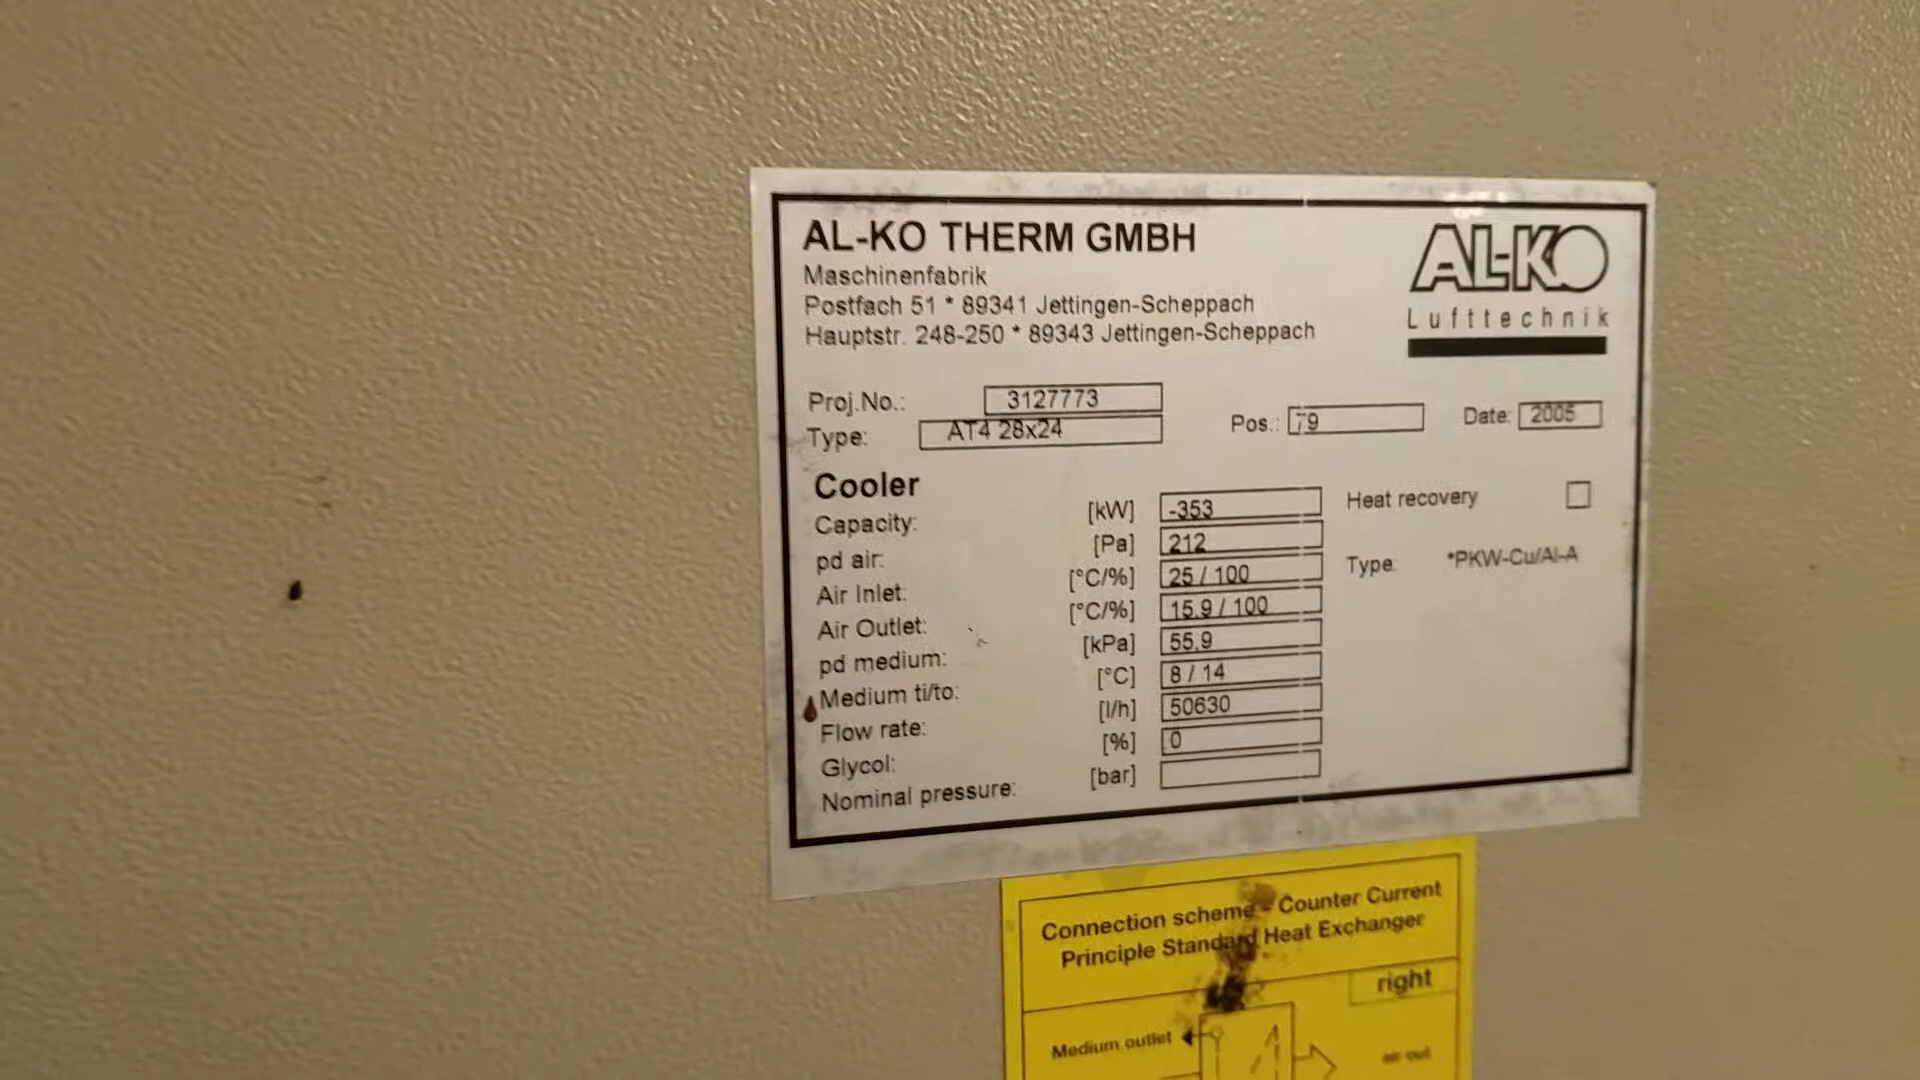 AL-KO THERM GMBH
Maschinenfabrik
Postfach 51 * 89341 Jettingen-Scheppach
Hauptstr. 248-250 * 89343 Jettingen-Scheppach
AL-KO
Lufttechnik
Proj.No.: 3127773
Type: AT4 28x24
Pos.: 79
Date: 2005
Cooler
Capacity: [kW] -353
pd air: [Pa] 212
Air Inlet: [°C/%] 25 / 100
Air Outlet: [°C/%] 15.9 / 100
pd medium: [kPa] 55.9
Medium ti/to: [°C] 8 / 14
Flow rate: [l/h] 50630
Glycol: [%] 0
Nominal pressure: [bar]
Heat recovery
Type: *PKW-Cu/Al-A
Connection scheme - Counter Current
Principle Standard Heat Exchanger
right
Medium outlet
air out